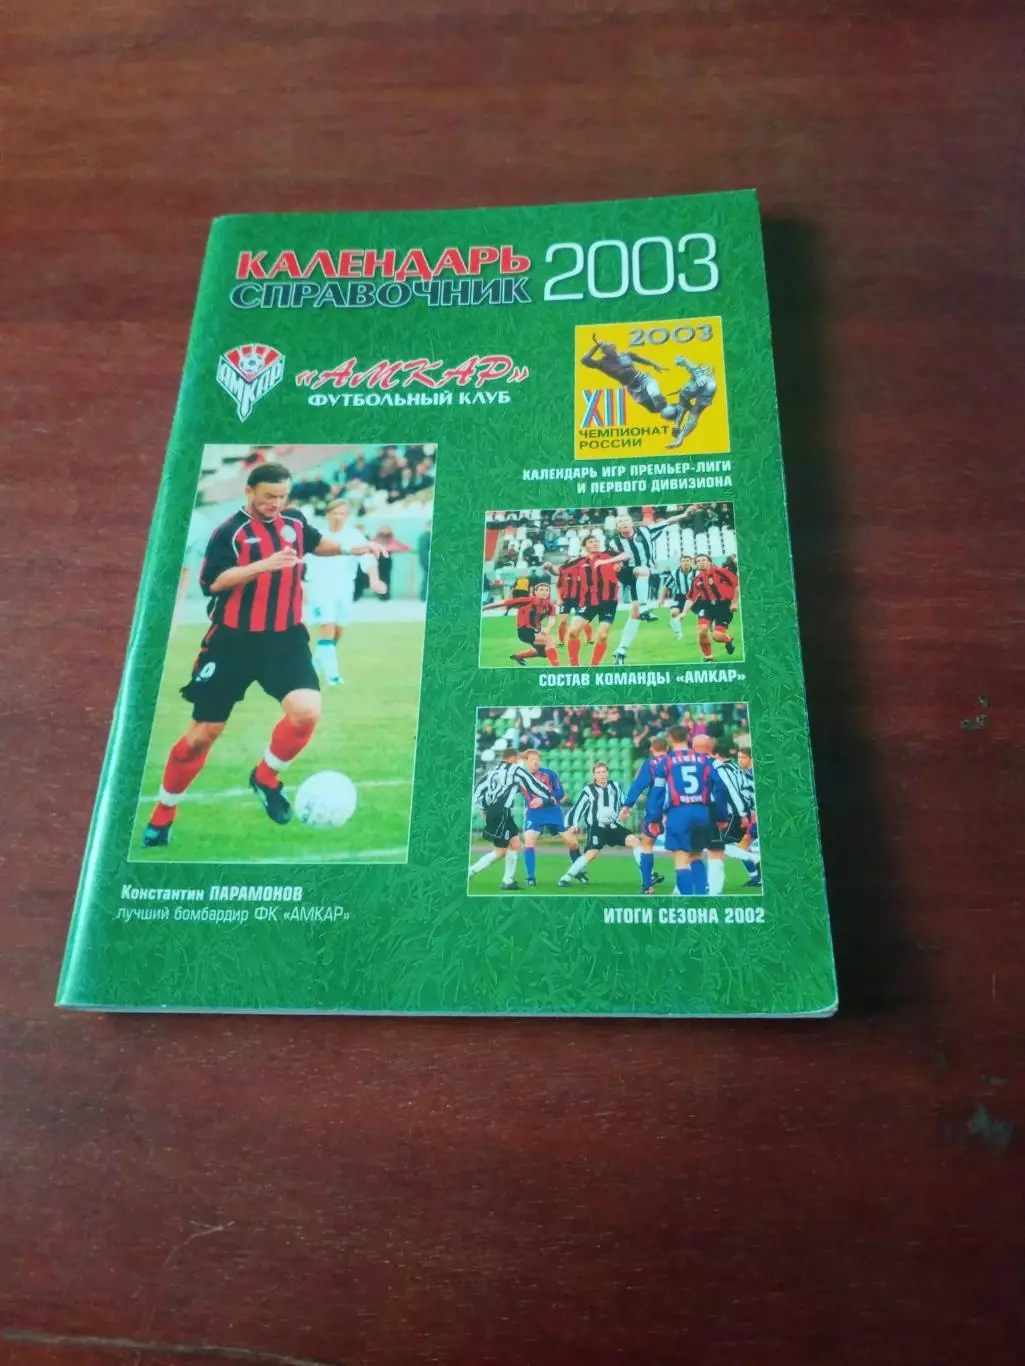 КАЛЕНДАРЬ
СПРАВОЧНИК
2003
АМКАР
«АМКАР»
ФУТБОЛЬНЫЙ КЛУБ
2003
XII
ЧЕМПИОНАТ
РОССИИ
КАЛЕНДАРЬ ИГР ПРЕМЬЕР-ЛИГИ
И ПЕРВОГО ДИВИЗИОНА
СОСТАВ КОМАНДЫ «АМКАР»
5
Константин ПАРАМОНОВ
лучший бомбардир ФК «АМКАР»
ИТОГИ СЕЗОНА 2002